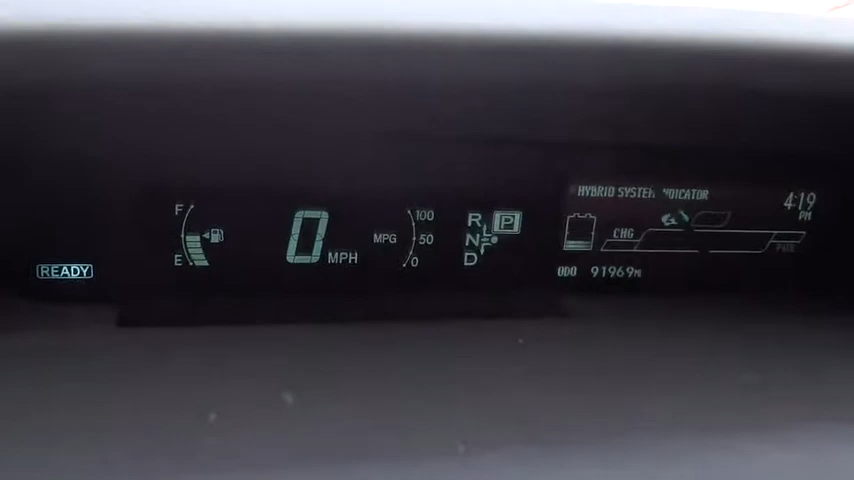 READY
F
E
0 MPH
MPG
100
50
0
R
N
D
P
HYBRID SYSTEM INDICATOR
4:19 PM
CHG
PWR
ODO 91969MI